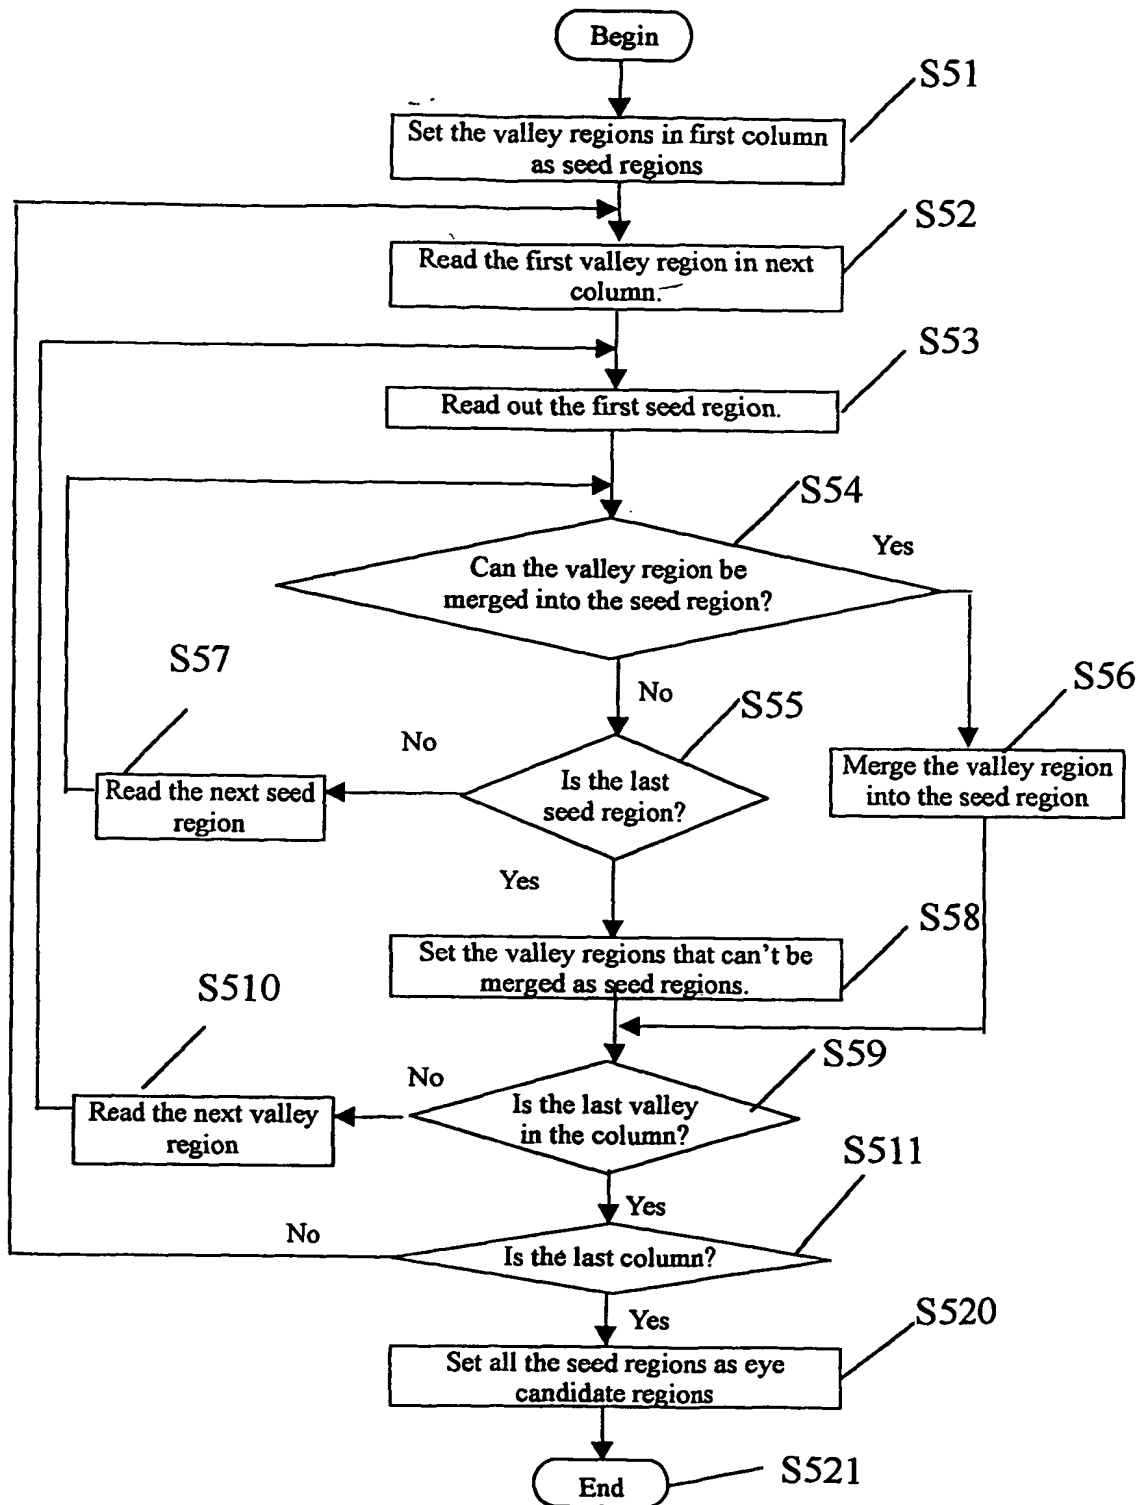 Begin
S51
Set the valley regions in first column
as seed regions
S52
Read the first valley region in next
column.
S53
Read out the first seed region.
S54
Yes
Can the valley region be
merged into the seed region?
S57
No
S55
S56
No
Is the last
seed region?
Merge the valley region
into the seed region
Read the next seed
region
Yes
S58
Set the valley regions that can't be
merged as seed regions.
S510
S59
No
Is the last valley
in the column?
Read the next valley
region
S511
Yes
No
Is the last column?
S520
Yes
Set all the seed regions as eye
candidate regions
S521
End